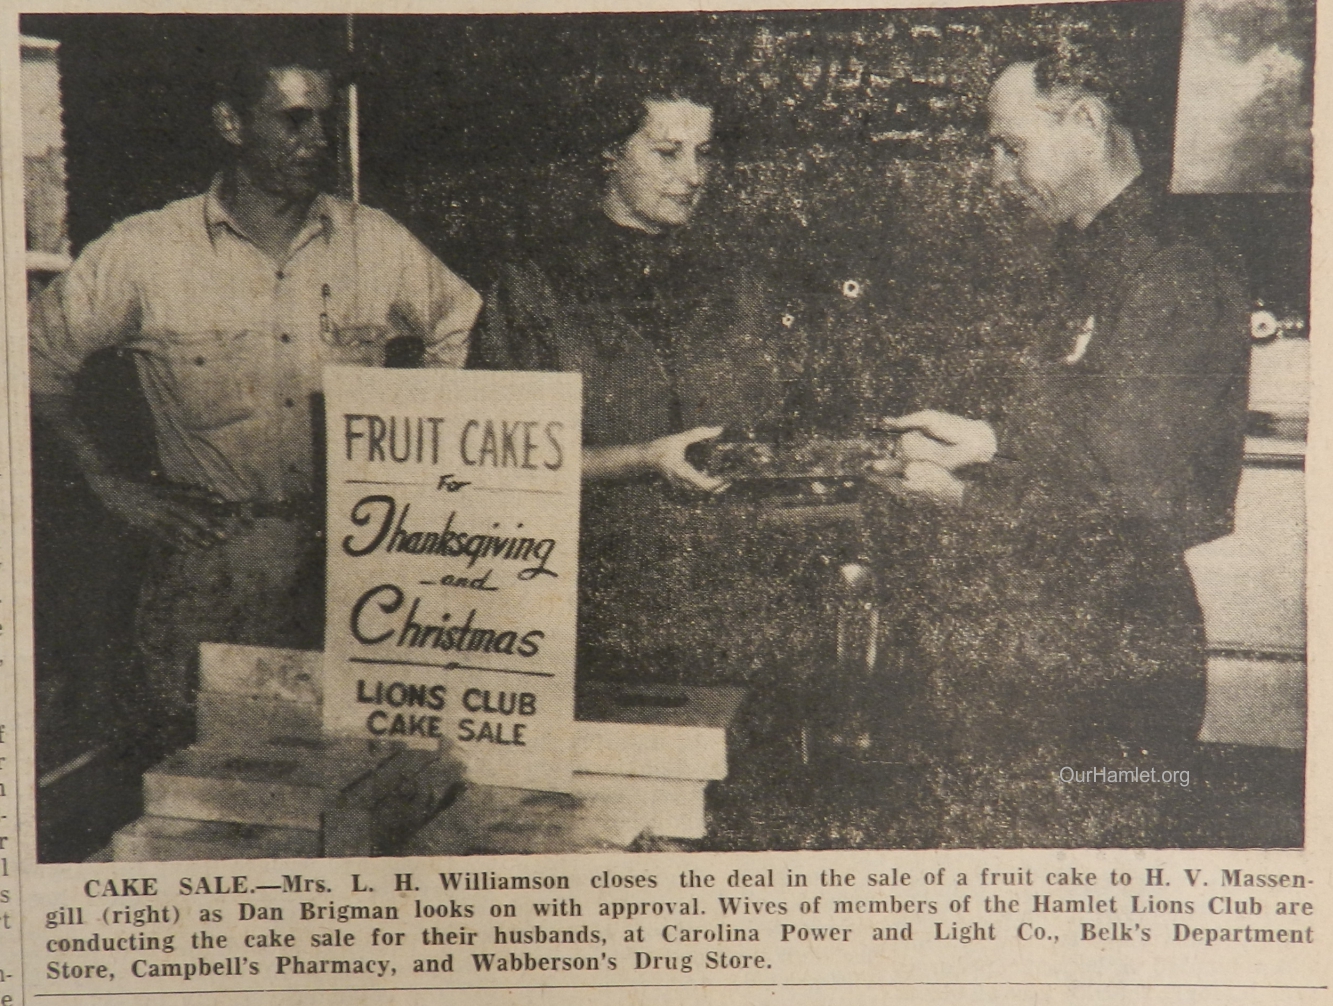 FRUIT CAKES
For
Thanksgiving
and
Christmas
LIONS CLUB
CAKE SALE
OurHamlet.org
CAKE SALE.—Mrs. L. H. Williamson closes the deal in the sale of a fruit cake to H. V. Massen-
gill (right) as Dan Brigman looks on with approval. Wives of members of the Hamlet Lions Club are
conducting the cake sale for their husbands, at Carolina Power and Light Co., Belk's Department
Store, Campbell's Pharmacy, and Wabberson's Drug Store.